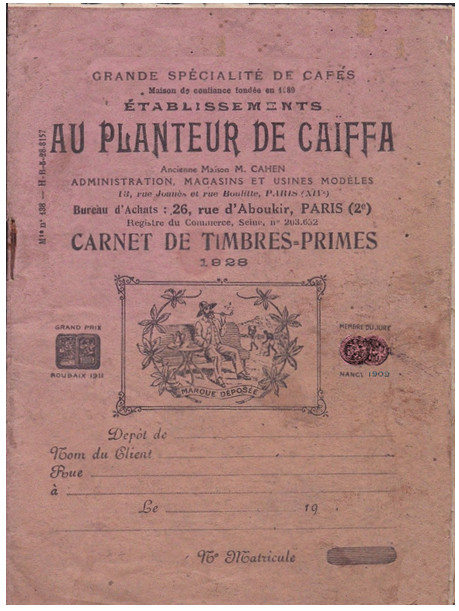 GRANDE SPÉCIALITÉ DE CAFÉS
Maison de confiance fondée en
ÉTABLISSEMENTS
AU PLANTEUR DE CAÏFFA
Ancienne Maison M. CAHEN
ADMINISTRATION, MAGASINS ET USINES MODÈLES
13, rue Joanès et rue Boulitte, PARIS (XIVe)
Bureau d'Achats : 26, rue d'Aboukir, PARIS (2e)
Registre du Commerce, Seine, n° 203.652
CARNET DE TIMBRES-PRIMES
1928
GRAND PRIX
ROUBAIX 1911
MEMBRE DU JURY
NANCY 1909
MARQUE DÉPOSÉE
Depôt de
Nom du Client
Rue
à
Le 19
N° Matricule